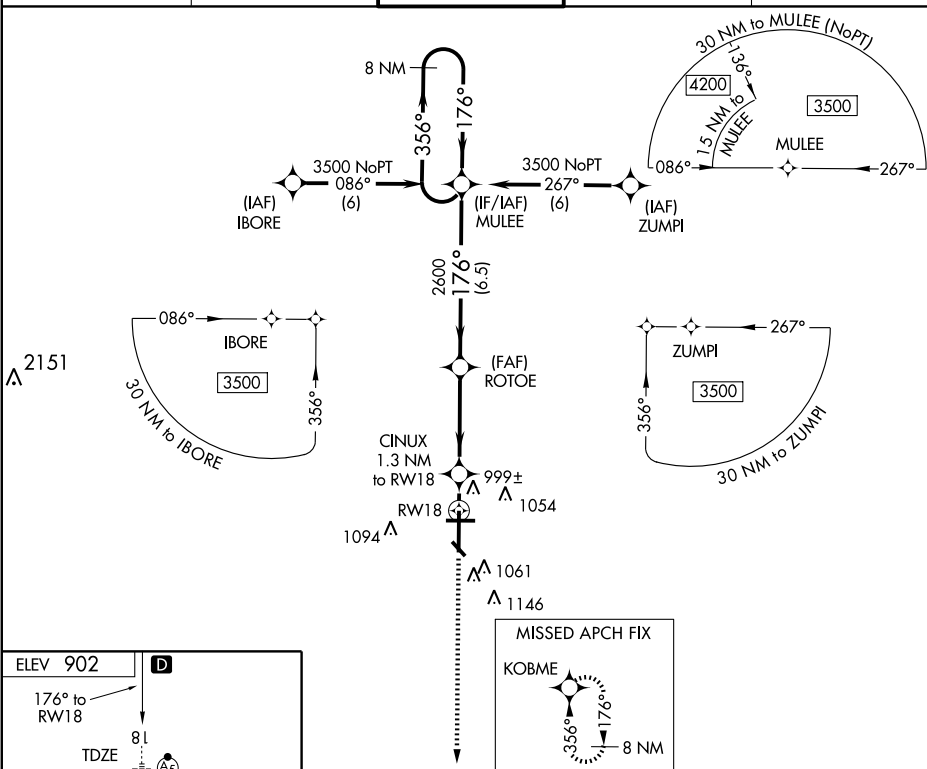 30 NM to MULEE (NoPT)
136°
4200
3500
15 NM to
MULEE
MULEE
086°
267°
8 NM
356°
176°
3500 NoPT
086°
(6)
3500 NoPT
267°
(6)
(IAF)
IBORE
(IF/IAF)
MULEE
(IAF)
ZUMPI
2600
176°
(6.5)
086°
IBORE
3500
356°
30 NM to IBORE
267°
ZUMPI
3500
356°
30 NM to ZUMPI
2151
(FAF)
ROTOE
CINUX
1.3 NM
to RW18
999±
1054
RW18
1094
1061
1146
MISSED APCH FIX
KOBME
356°
176°
8 NM
ELEV 902
D
176° to
RW18
18
TDZE
A5